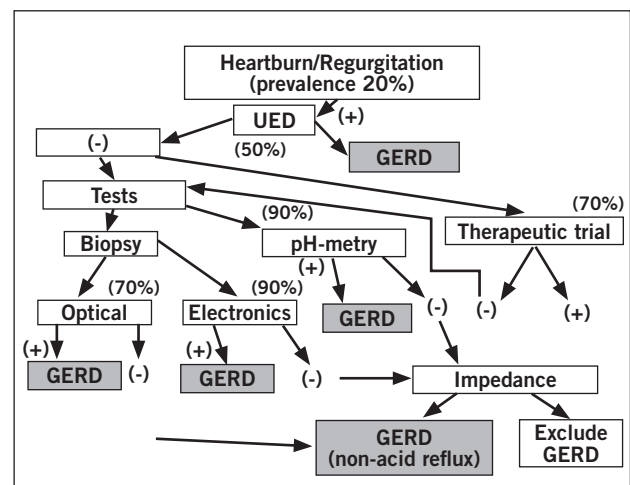 Heartburn/Regurgitation
(prevalence 20%)
UED
(+)
(-)
(50%)
GERD
Tests
(90%)
(70%)
Biopsy
pH-metry
Therapeutic trial
(+)
(70%)
(90%)
(-)
(-)
(+)
Optical
Electronics
GERD
(+)
(+)
GERD
(-)
GERD
(-)
Impedance
GERD
(non-acid reflux)
Exclude
GERD